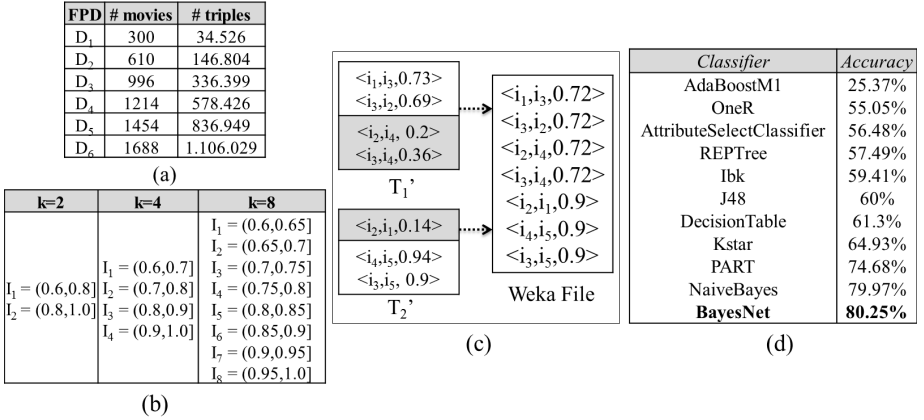 FPD # movies # triples
D1 300 34.526
D2 610 146.804
D3 996 336.399
D4 1214 578.426
D5 1454 836.949
D6 1688 1.106.029
(a)
k=2 k=4 k=8
I1 = (0.6,0.8]
I2 = (0.8,1.0]
I1 = (0.6,0.7]
I2 = (0.7,0.8]
I3 = (0.8,0.9]
I4 = (0.9,1.0]
I1 = (0.6,0.65]
I2 = (0.65,0.7]
I3 = (0.7,0.75]
I4 = (0.75,0.8]
I5 = (0.8,0.85]
I6 = (0.85,0.9]
I7 = (0.9,0.95]
I8 = (0.95,1.0]
(b)
<i1,i3,0.73>
<i3,i2,0.69>
<i2,i4, 0.2>
<i3,i4,0.36>
T1’
<i2,i1,0.14>
<i4,i5,0.94>
<i3,i5, 0.9>
T2’
<i1,i3,0.72>
<i3,i2,0.72>
<i2,i4,0.72>
<i3,i4,0.72>
<i2,i1,0.9>
<i4,i5,0.9>
<i3,i5,0.9>
Weka File
(c)
Classifier Accuracy
AdaBoostM1 25.37%
OneR 55.05%
AttributeSelectClassifier 56.48%
REPTree 57.49%
Ibk 59.41%
J48 60%
DecisionTable 61.3%
Kstar 64.93%
PART 74.68%
NaiveBayes 79.97%
BayesNet 80.25%
(d)